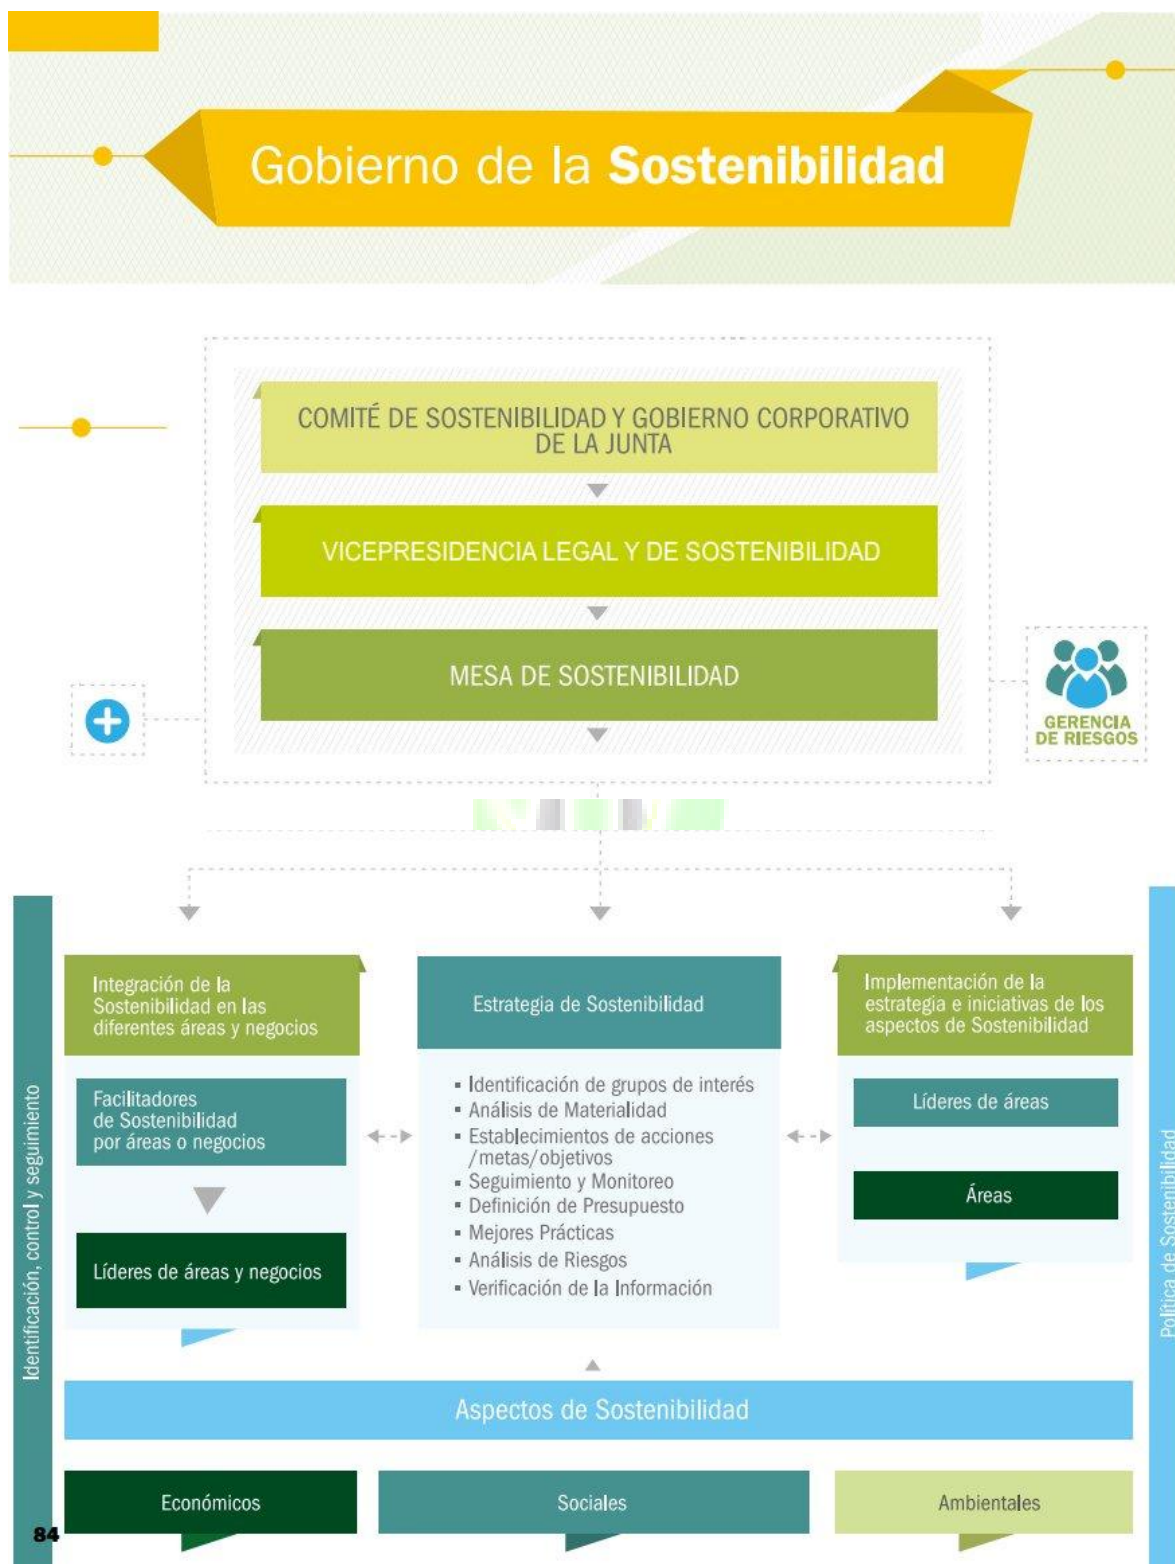 Gobierno de la Sostenibilidad
COMITÉ DE SOSTENIBILIDAD Y GOBIERNO CORPORATIVO
DE LA JUNTA
VICEPRESIDENCIA LEGAL Y DE SOSTENIBILIDAD
MESA DE SOSTENIBILIDAD
GERENCIA
DE RIESGOS
Identificación, control y seguimiento
Integración de la
Sostenibilidad en las
diferentes áreas y negocios
Facilitadores
de Sostenibilidad
por áreas o negocios
Líderes de áreas y negocios
Estrategia de Sostenibilidad
▪ Identificación de grupos de interés
▪ Análisis de Materialidad
▪ Establecimientos de acciones
/metas/objetivos
▪ Seguimiento y Monitoreo
▪ Definición de Presupuesto
▪ Mejores Prácticas
▪ Análisis de Riesgos
▪ Verificación de la Información
Implementación de la
estrategia e iniciativas de los
aspectos de Sostenibilidad
Líderes de áreas
Áreas
Política de Sostenibilidad
Aspectos de Sostenibilidad
Económicos
Sociales
Ambientales
84